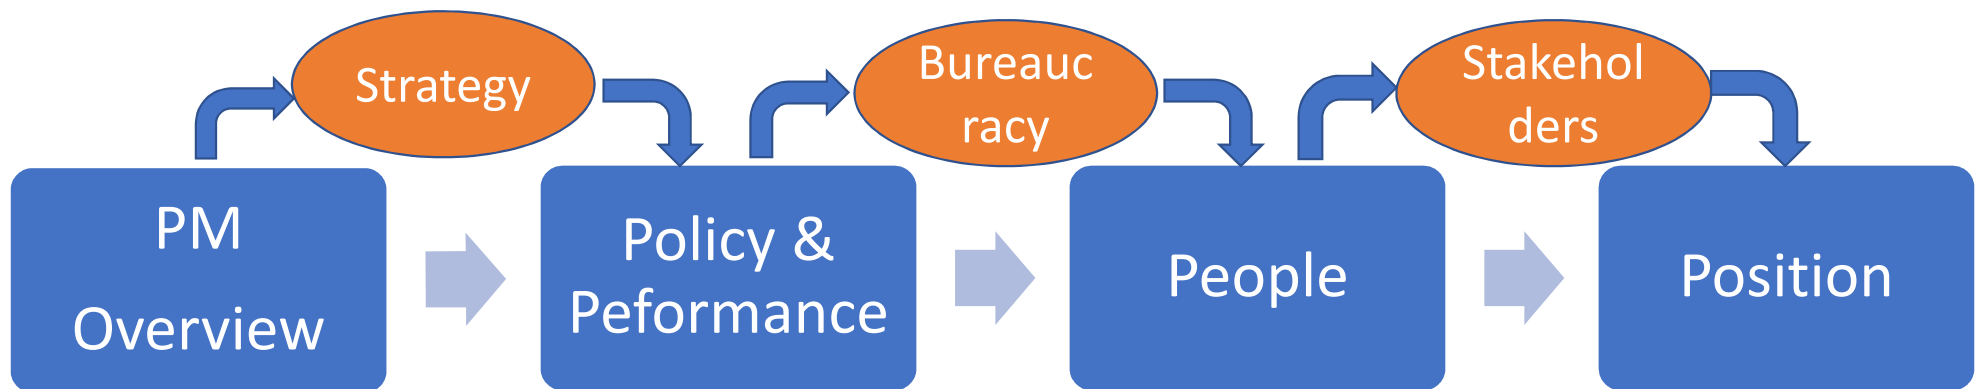 Strategy
Bureauc
racy
Stakehol
ders
PM
Overview
Policy &
Peformance
People
Position